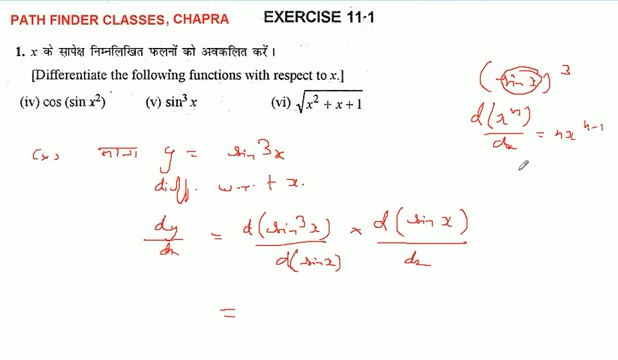 PATH FINDER CLASSES, CHAPRA EXERCISE 11·1
1. x के सापेक्ष निम्नलिखित फलनों को अवकलित करें।
[Differentiate the following functions with respect to x.]
(iv) cos (sin x²) (v) sin³ x (vi) √(x² + x + 1)
(sin x)³
d(xⁿ)/dx = nxⁿ⁻¹
(v) माना y = sin³x
diff. w.r.t x.
dy/dx = d(sin³x)/d(sinx) × d(sin x)/dx
=